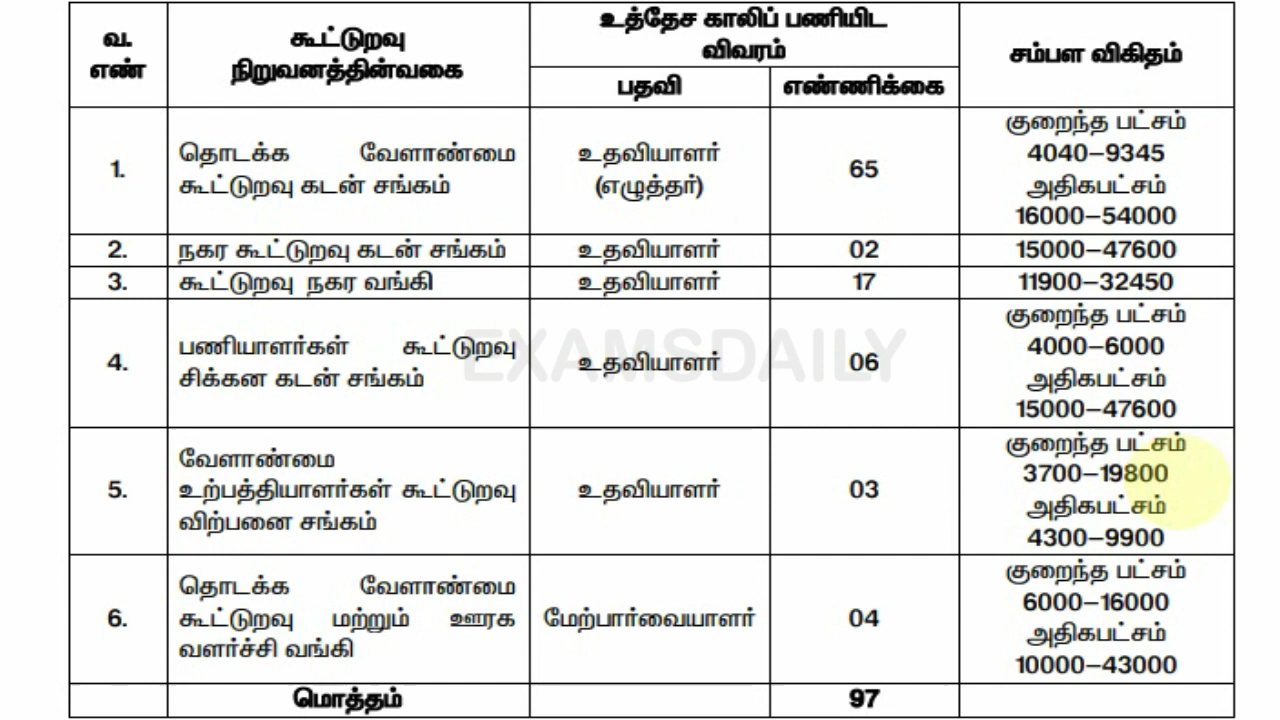 வ. எண்
கூட்டுறவு நிறுவனத்தின்வகை
உத்தேச காலிப் பணியிட விவரம்
சம்பள விகிதம்
பதவி
எண்ணிக்கை
1.
தொடக்க வேளாண்மை
கூட்டுறவு கடன் சங்கம்
உதவியாளர்
(எழுத்தர்)
65
குறைந்த பட்சம்
4040–9345
அதிகபட்சம்
16000–54000
2.
நகர கூட்டுறவு கடன் சங்கம்
உதவியாளர்
02
15000–47600
3.
கூட்டுறவு நகர வங்கி
உதவியாளர்
17
11900–32450
4.
பணியாளர்கள் கூட்டுறவு
சிக்கன கடன் சங்கம்
உதவியாளர்
06
குறைந்த பட்சம்
4000–6000
அதிகபட்சம்
15000–47600
EXAMSDAILY
5.
வேளாண்மை
உற்பத்தியாளர்கள் கூட்டுறவு
விற்பனை சங்கம்
உதவியாளர்
03
குறைந்த பட்சம்
3700–19800
அதிகபட்சம்
4300–9900
6.
தொடக்க வேளாண்மை
கூட்டுறவு மற்றும் ஊரக
வளர்ச்சி வங்கி
மேற்பார்வையாளர்
04
குறைந்த பட்சம்
6000–16000
அதிகபட்சம்
10000–43000
மொத்தம்
97